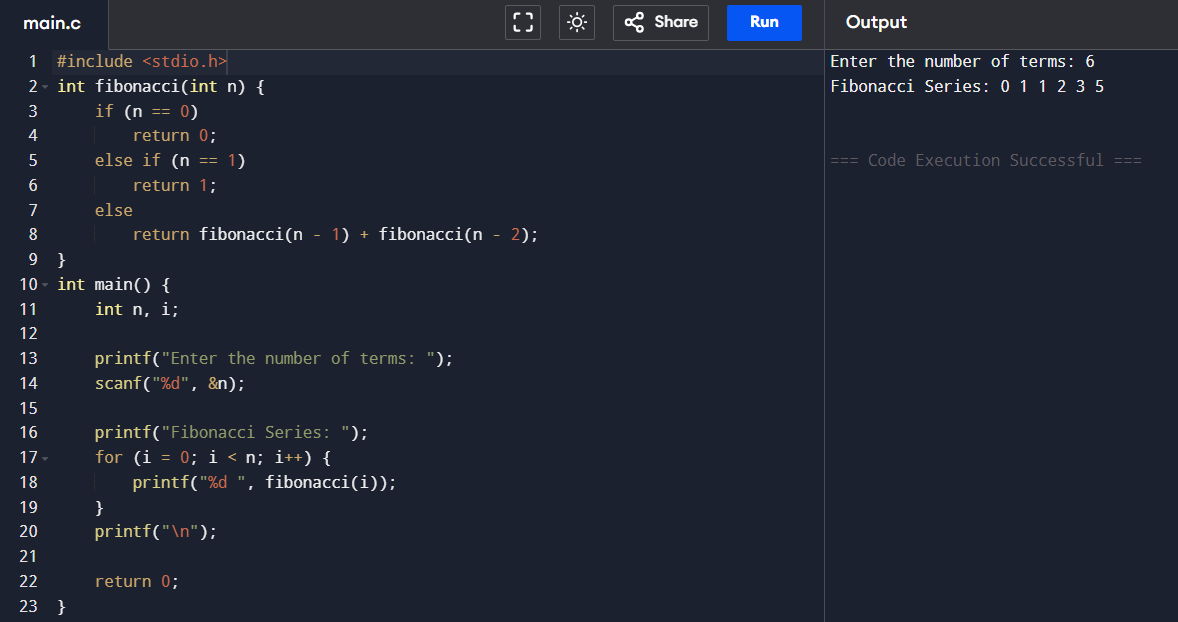 main.c
Share
Run
Output
1 #include <stdio.h>
2 int fibonacci(int n) {
3     if (n == 0)
4         return 0;
5     else if (n == 1)
6         return 1;
7     else
8         return fibonacci(n - 1) + fibonacci(n - 2);
9 }
10 int main() {
11     int n, i;
12
13     printf("Enter the number of terms: ");
14     scanf("%d", &n);
15
16     printf("Fibonacci Series: ");
17     for (i = 0; i < n; i++) {
18         printf("%d ", fibonacci(i));
19     }
20     printf("\n");
21
22     return 0;
23 }
Enter the number of terms: 6
Fibonacci Series: 0 1 1 2 3 5
=== Code Execution Successful ===